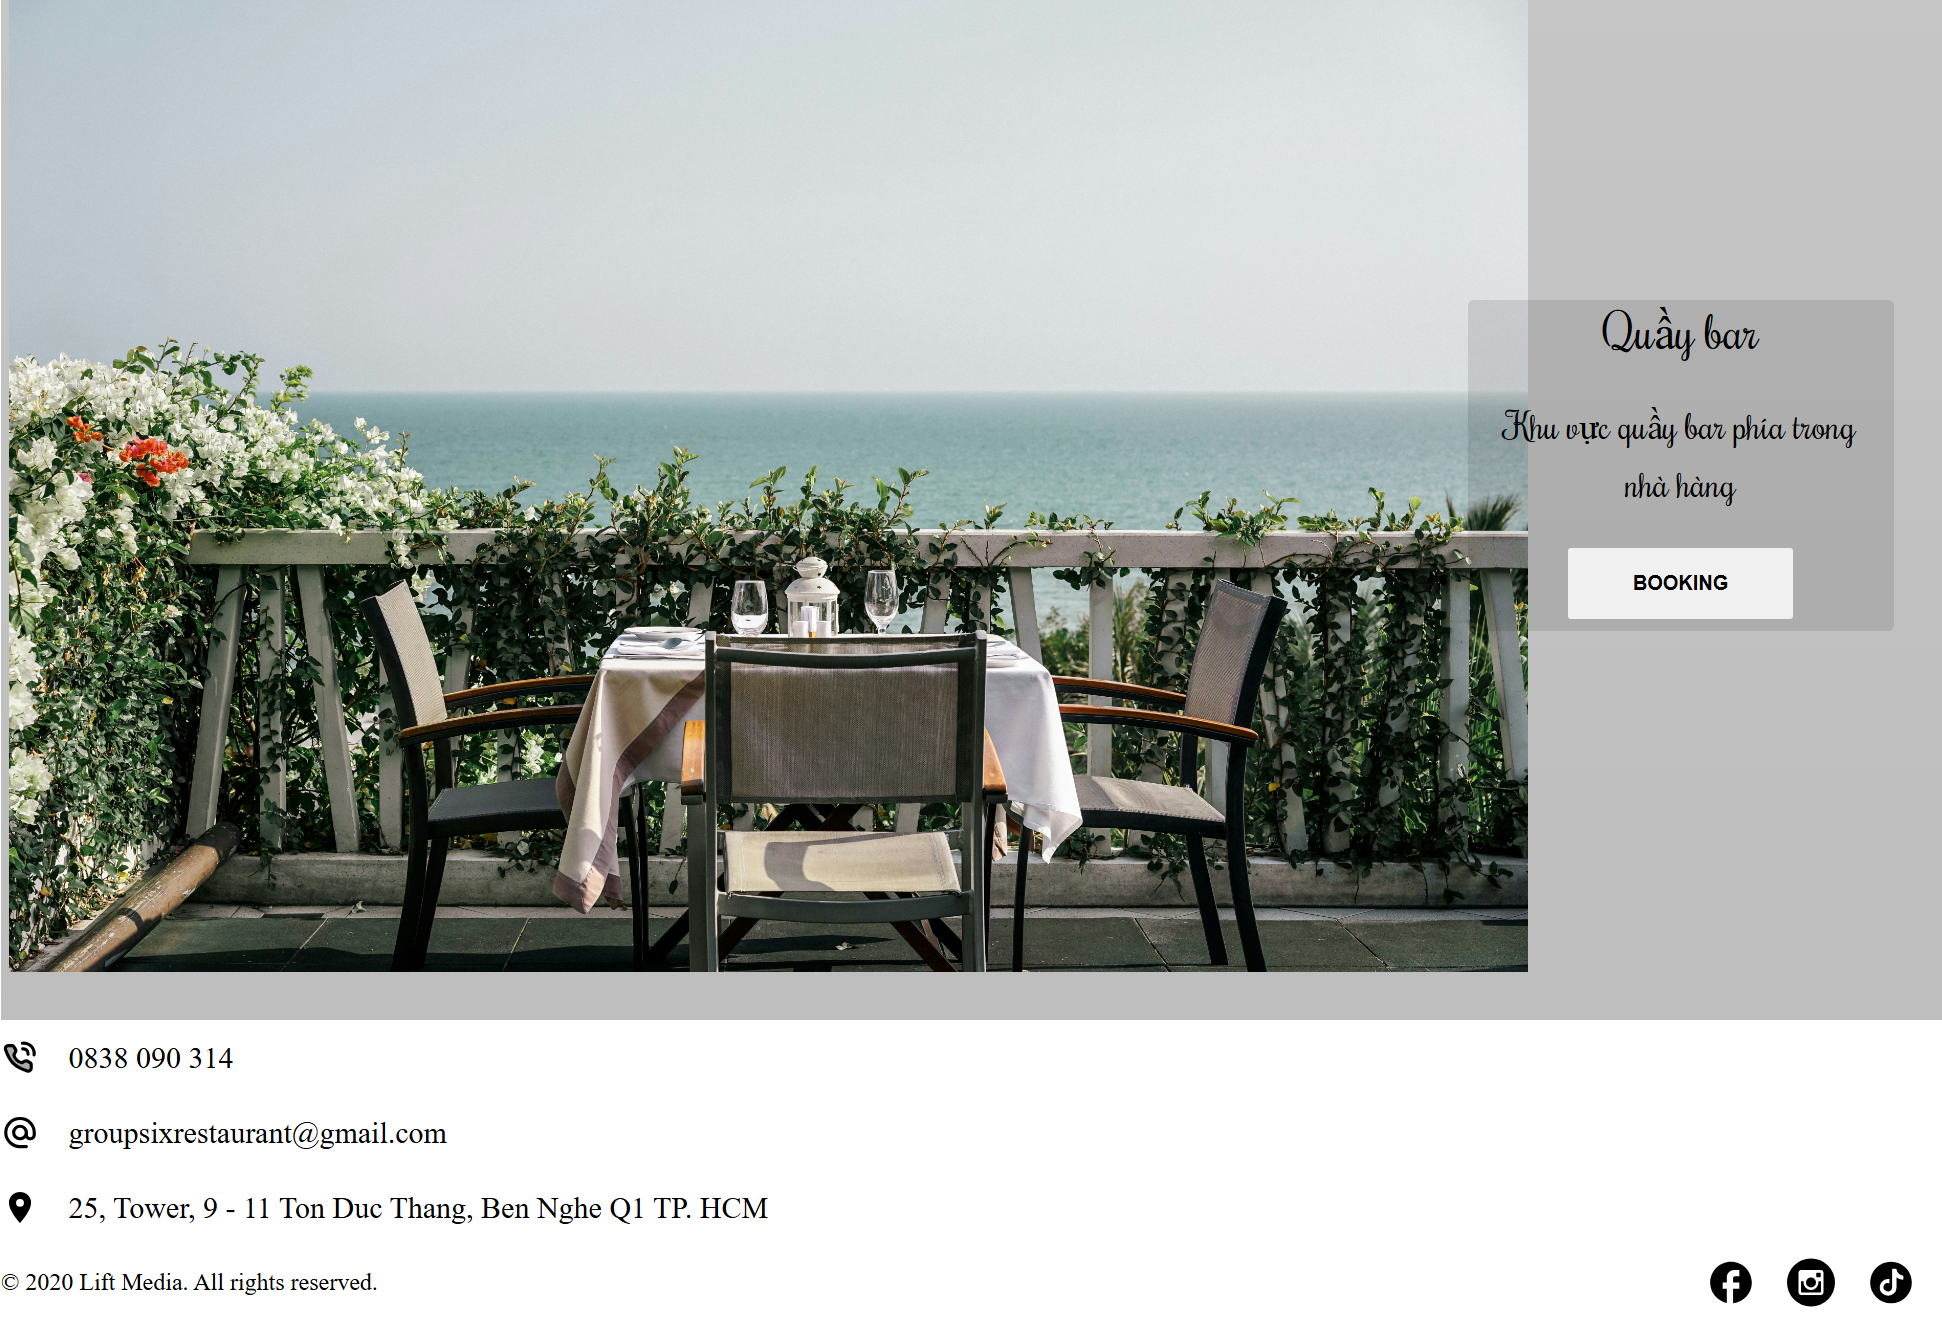 Quầy bar
Khu vực quầy bar phía trong
nhà hàng
BOOKING
0838 090 314
groupsixrestaurant@gmail.com
25, Tower, 9 - 11 Ton Duc Thang, Ben Nghe Q1 TP. HCM
© 2020 Lift Media. All rights reserved.